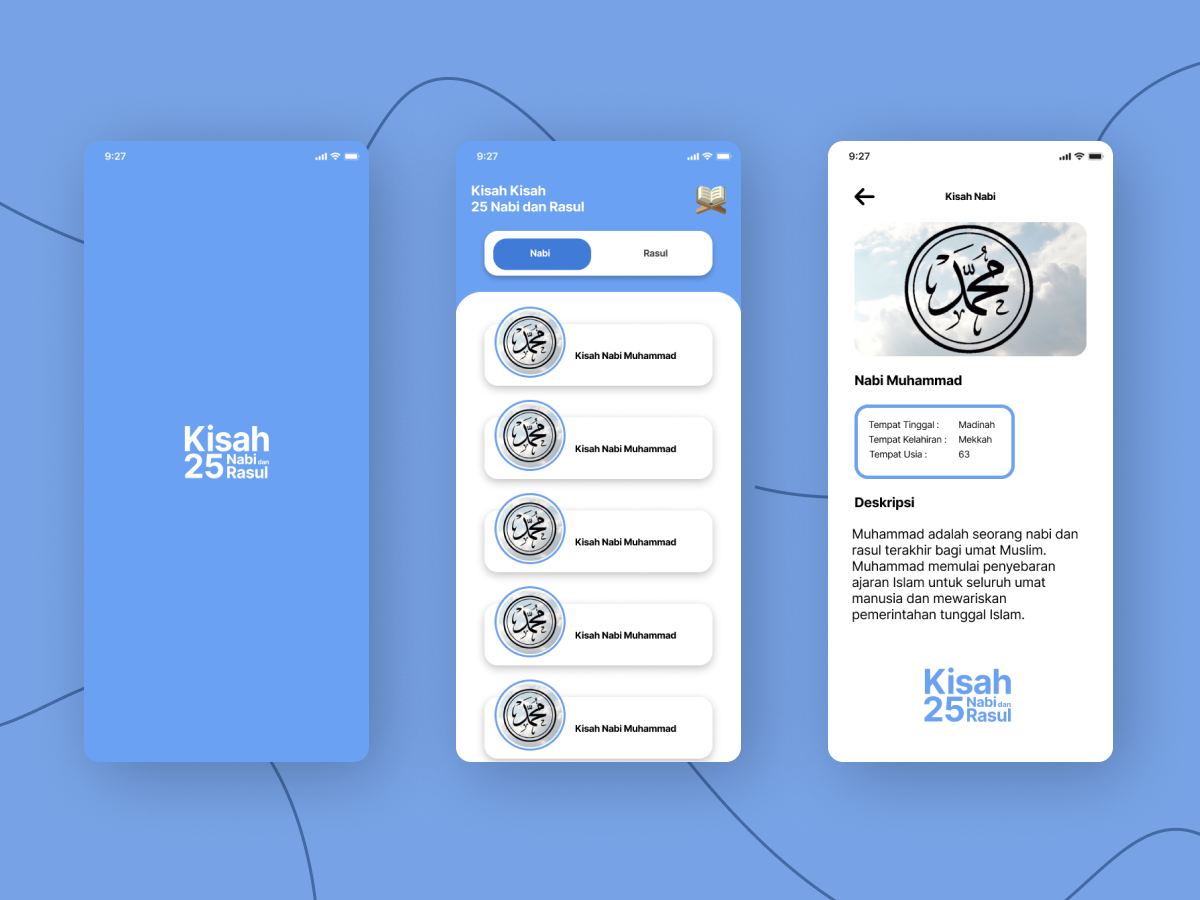 9:27
Kisah
25 Nabi dan
Rasul
9:27
Kisah Kisah
25 Nabi dan Rasul
Nabi
Rasul
محمد
Kisah Nabi Muhammad
محمد
Kisah Nabi Muhammad
محمد
Kisah Nabi Muhammad
محمد
Kisah Nabi Muhammad
محمد
Kisah Nabi Muhammad
9:27
Kisah Nabi
محمد
Nabi Muhammad
Tempat Tinggal : Madinah
Tempat Kelahiran : Mekkah
Tempat Usia : 63
Deskripsi
Muhammad adalah seorang nabi dan
rasul terakhir bagi umat Muslim.
Muhammad memulai penyebaran
ajaran Islam untuk seluruh umat
manusia dan mewariskan
pemerintahan tunggal Islam.
Kisah
25 Nabi dan
Rasul